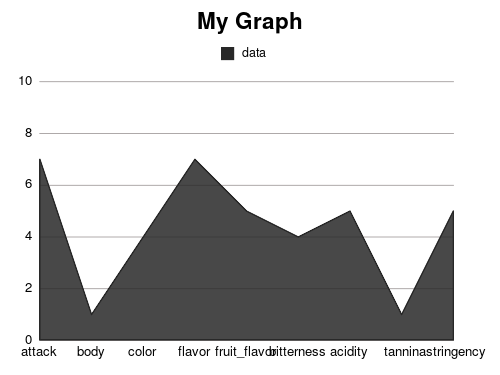 My Graph
data
10
8
6
4
2
0
attack body color flavor fruit_flavor bitterness acidity tannin astringency